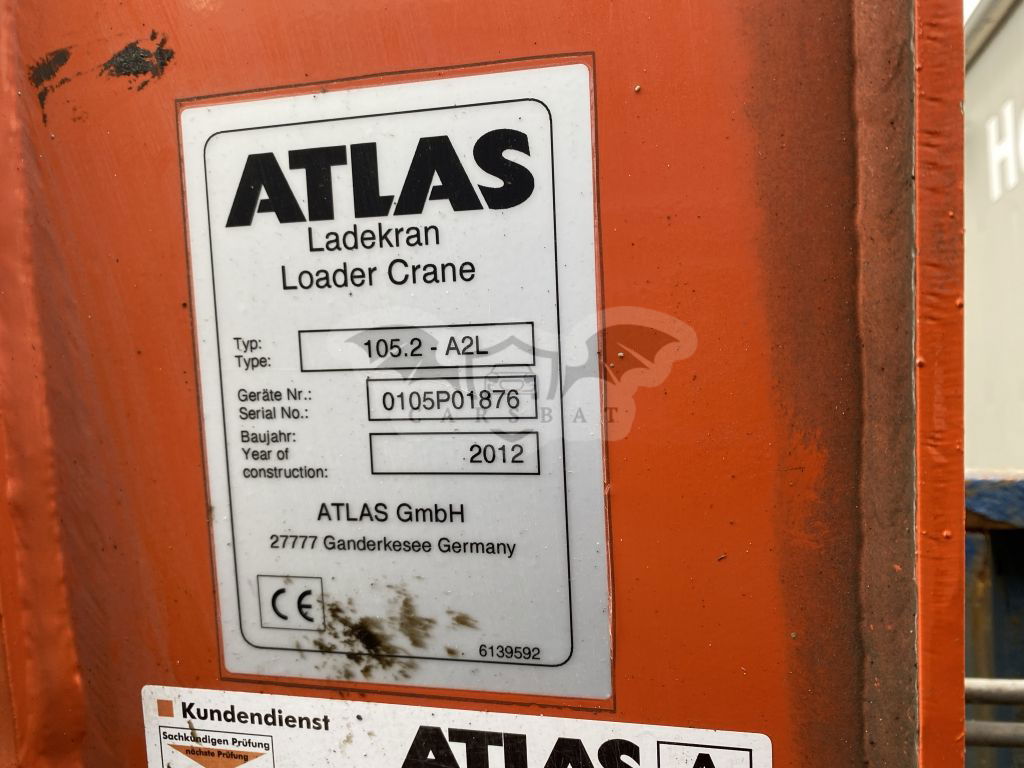 ATLAS
Ladekran
Loader Crane
Typ:
Type:
105.2 - A2L
Geräte Nr.:
Serial No.:
0105P01876
Baujahr:
Year of
construction:
2012
ATLAS GmbH
27777 Ganderkesee Germany
CE
6139592
CARSBAT
Kundendienst
Sachkundigen Prüfung
nächste Prüfung
ATLAS